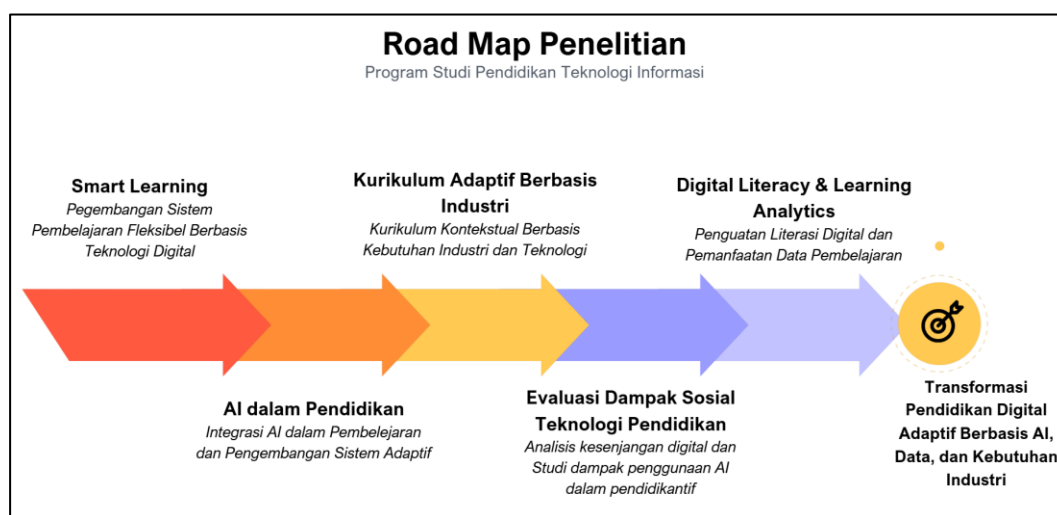 Road Map Penelitian
Program Studi Pendidikan Teknologi Informasi
Smart Learning
Pegembangan Sistem
Pembelajaran Fleksibel Berbasis
Teknologi Digital
Kurikulum Adaptif Berbasis
Industri
Kurikulum Kontekstual Berbasis
Kebutuhan Industri dan Teknologi
Digital Literacy & Learning
Analytics
Penguatan Literasi Digital dan
Pemanfaatan Data Pembelajaran
AI dalam Pendidikan
Integrasi AI dalam Pembelejaran
dan Pengembangan Sistem Adaptif
Evaluasi Dampak Sosial
Teknologi Pendidikan
Analisis kesenjangan digital dan
Studi dampak penggunaan AI
dalam pendidikantif
Transformasi
Pendidikan Digital
Adaptif Berbasis AI,
Data, dan Kebutuhan
Industri